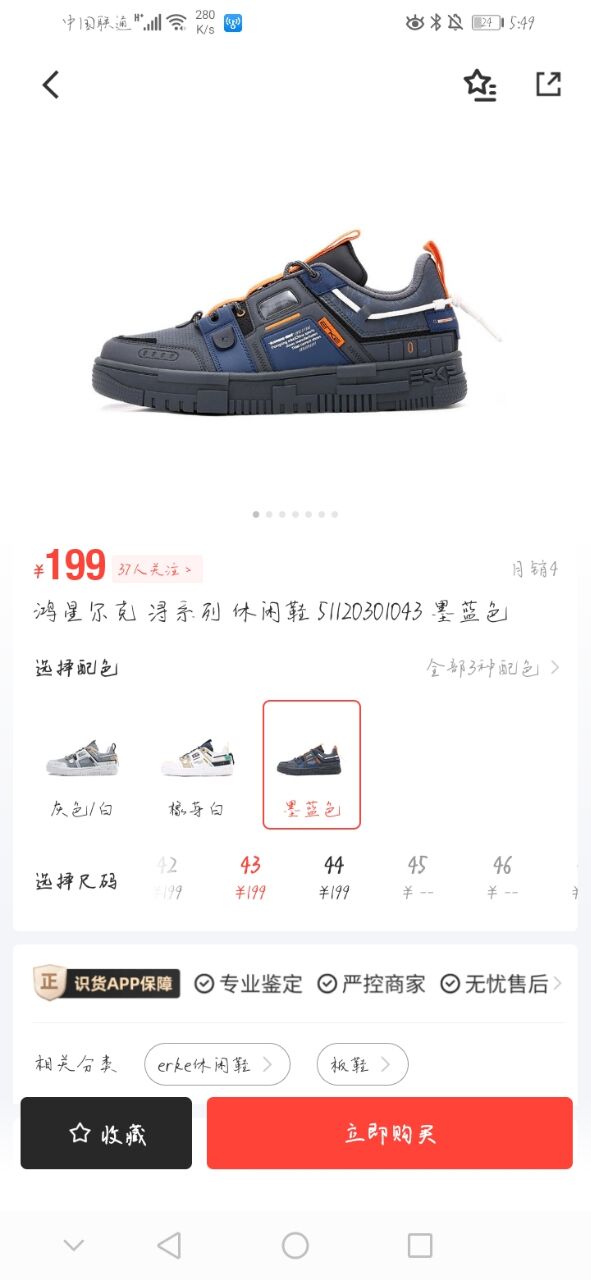 中国联通 H+ 280 K/s 24 5:49
ERKE
ERKE
¥199 37人关注 > 月销4
鸿星尔克 浔系列 休闲鞋 51120301043 墨蓝色
选择配色 全部3种配色
灰色/白 橡芽白 墨蓝色
选择尺码 42 43 44 45 46
¥199 ¥199 ¥199 ¥ -- ¥ -- ¥
正 识货APP保障 专业鉴定 严控商家 无忧售后
相关分类 erke休闲鞋 板鞋
收藏 立即购买